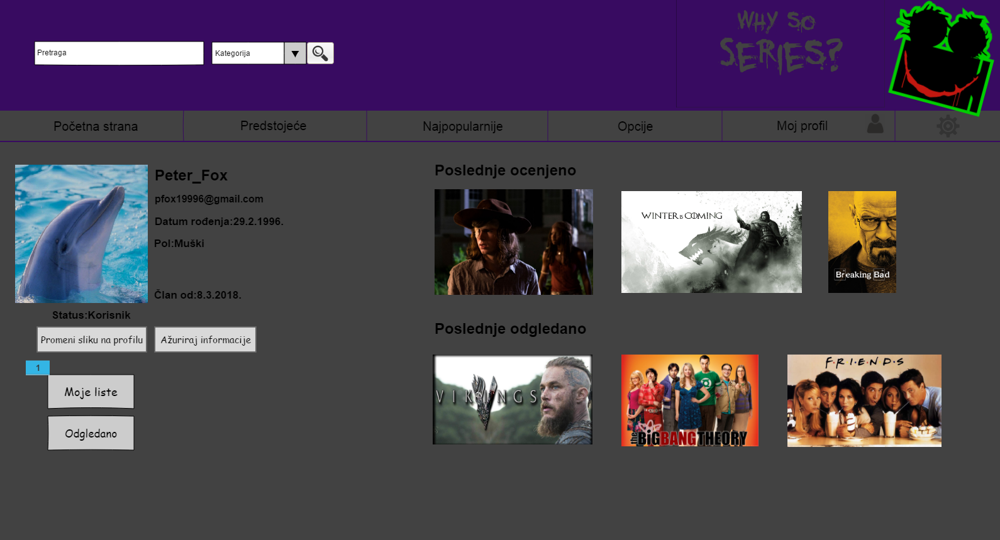 WHY SO
SERIES?
Pretraga
Kategorija
Početna strana
Predstojeće
Najpopularnije
Opcije
Moj profil
Peter_Fox
pfox19996@gmail.com
Datum rođenja:29.2.1996.
Pol:Muški
Član od:8.3.2018.
Status:Korisnik
Promeni sliku na profilu
Ažuriraj informacije
1
Moje liste
Odgledano
Poslednje ocenjeno
WINTER IS COMING
Breaking Bad
Poslednje odgledano
VIKINGS
the BIGBANG THEORY
F·R·I·E·N·D·S